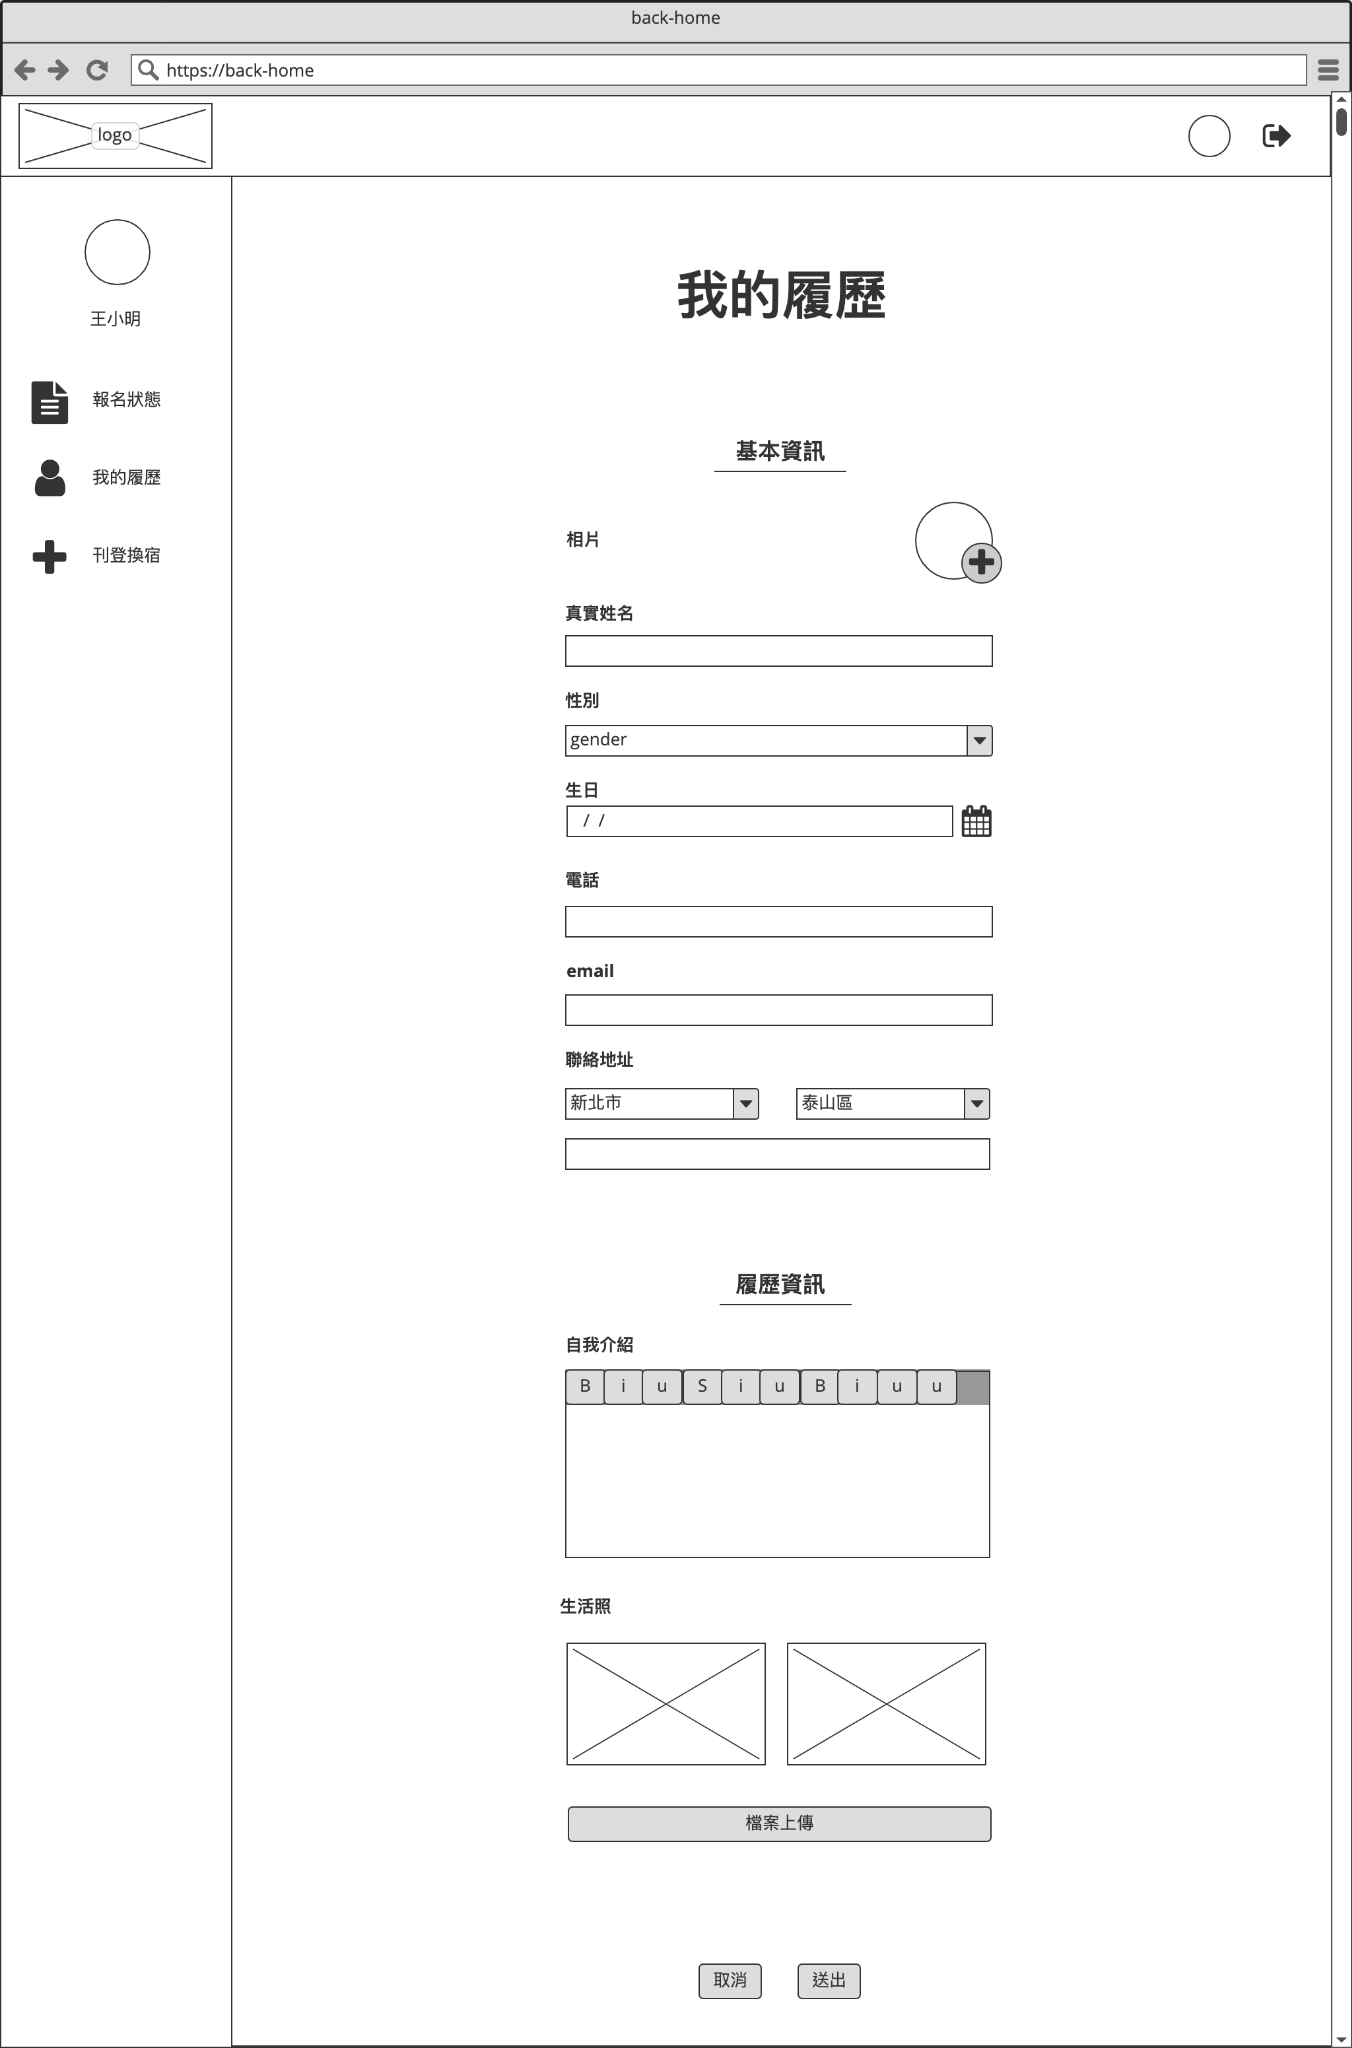 back-home
https://back-home
logo
王小明
報名狀態
我的履歷
刊登換宿
我的履歷
基本資訊
相片
真實姓名
性別
gender
生日
/ /
電話
email
聯絡地址
新北市 泰山區
履歷資訊
自我介紹
B i u S i u B i u u
生活照
檔案上傳
取消 送出